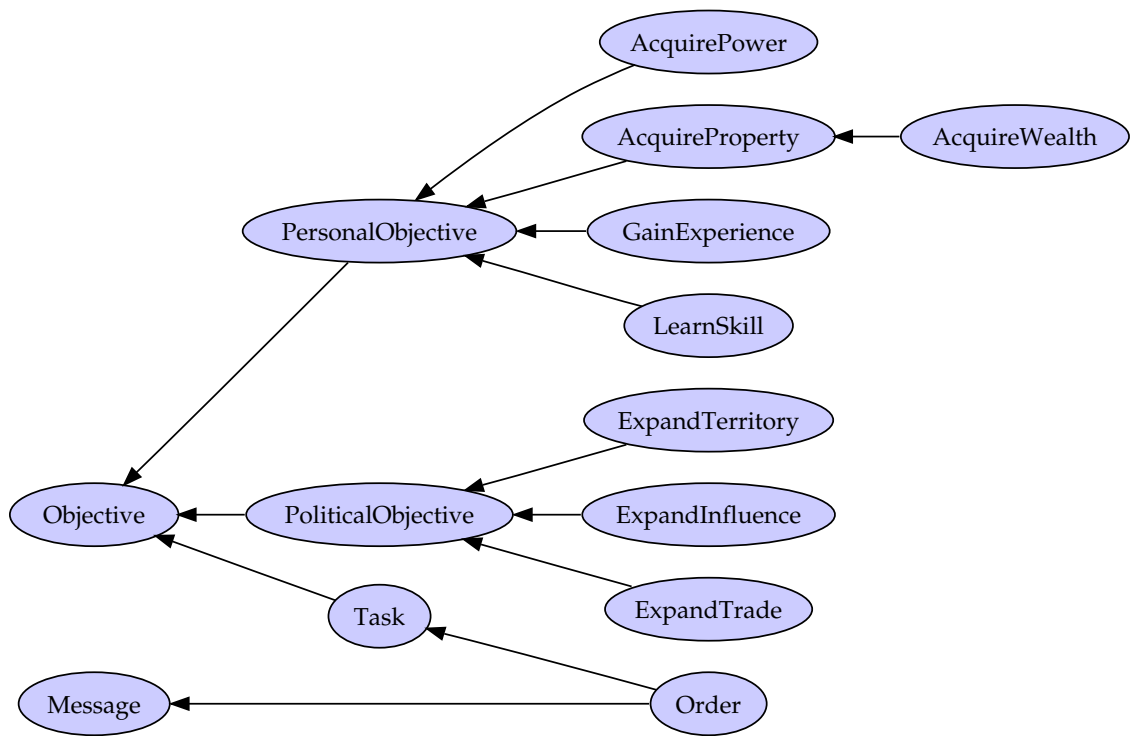 AcquirePower
AcquireProperty
AcquireWealth
PersonalObjective
GainExperience
LearnSkill
ExpandTerritory
Objective
PoliticalObjective
ExpandInfluence
ExpandTrade
Task
Message
Order